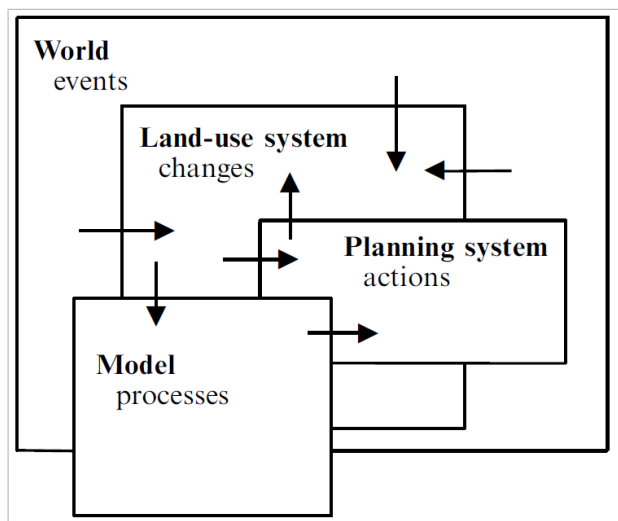 World
events
Land-use system
changes
Planning system
actions
Model
processes